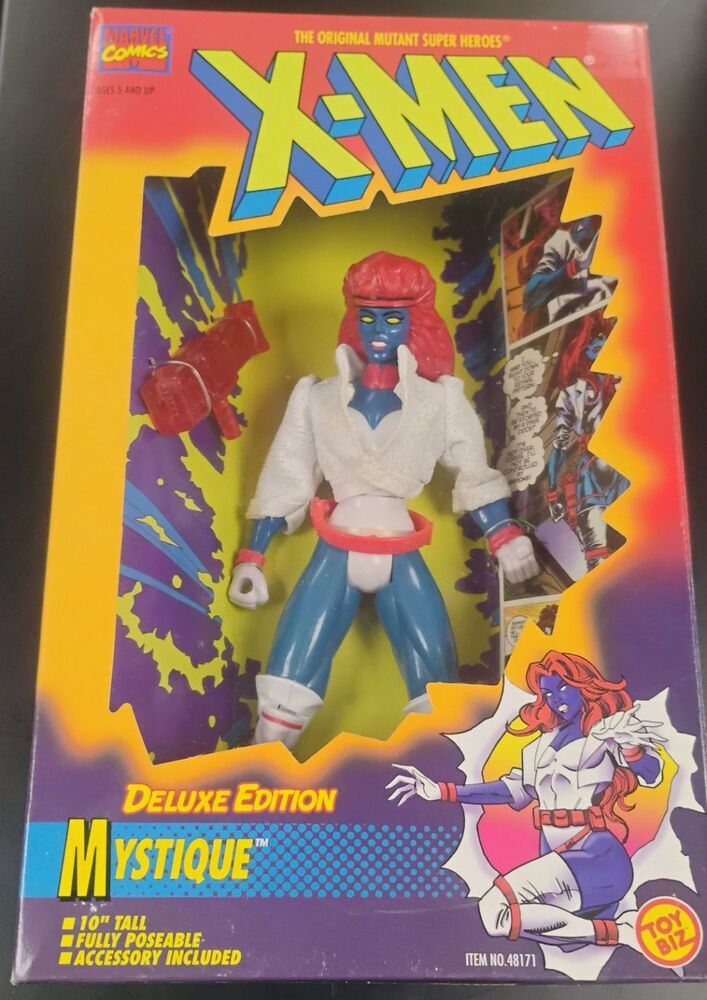 MARVEL
COMICS
THE ORIGINAL MUTANT SUPER HEROES®
AGES 5 AND UP
X-MEN®
DELUXE EDITION
MYSTIQUE™
10" TALL
FULLY POSEABLE
ACCESSORY INCLUDED
ITEM NO.48171
TOY
BIZ